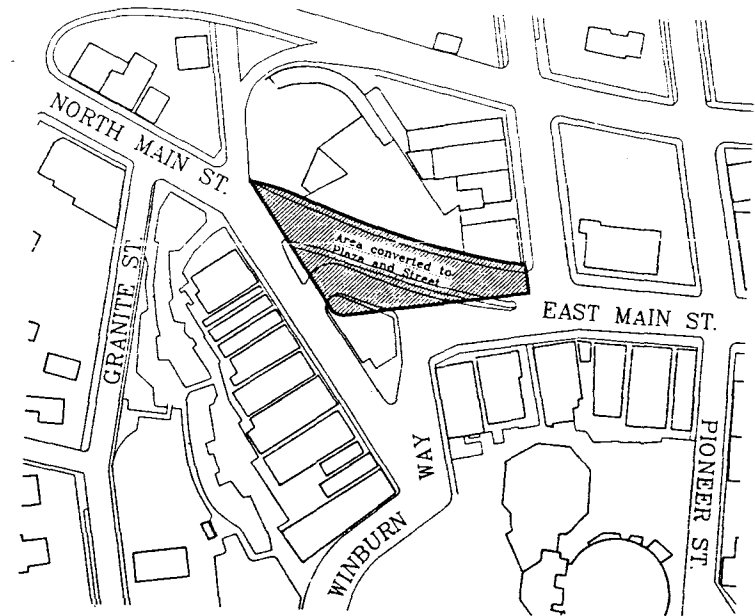 NORTH MAIN ST.
GRANITE ST.
Area converted to
Plaza and Street
EAST MAIN ST.
WINBURN WAY
PIONEER ST.